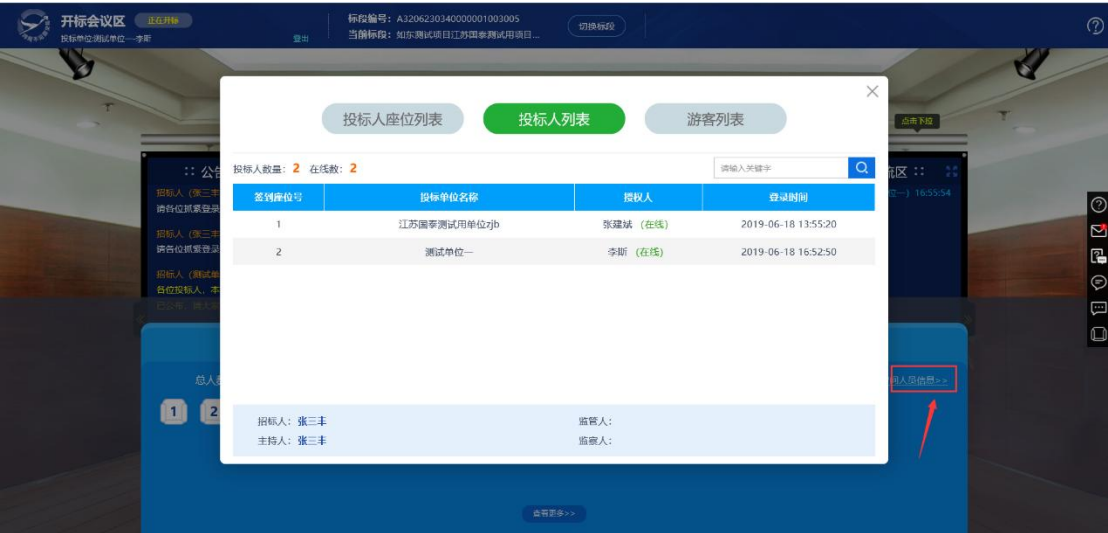 开标会议区 正在开标
投标单位:测试单位一--李斯
登出
标段编号：A3206230340000001003005
当前标段：如东测试项目江苏国泰测试用项目...
切换标段
投标人座位列表 投标人列表 游客列表
点击下拉
投标人数量：2 在线数：2
请输入关键字
签到座位号 投标单位名称 授权人 登录时间
1 江苏国泰测试用单位zjb 张建斌 (在线) 2019-06-18 13:55:20
2 测试单位一 李斯 (在线) 2019-06-18 16:52:50
:: 公告
流区 ::
招标人（张三丰
请各位抓紧登录
招标人（张三丰
请各位抓紧登录
招标人（测试单
各位投标人，本
位一) 16:55:54
总人数
1 2
间人员信息>>
招标人：张三丰 监管人：
主持人：张三丰 监察人：
查看更多>>